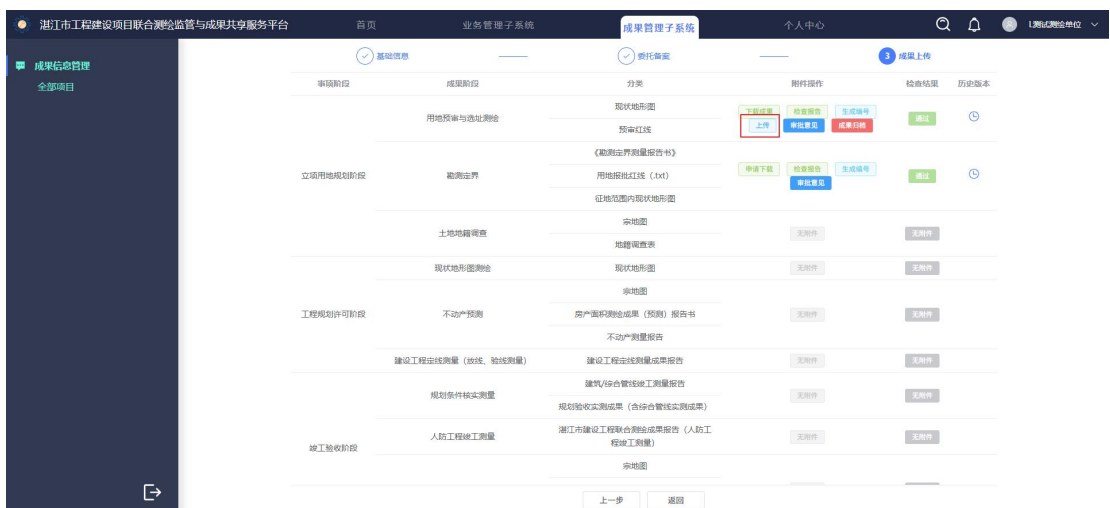 湛江市工程建设项目联合测绘监管与成果共享服务平台
首页
业务管理子系统
成果管理子系统
个人中心
L测试测绘单位
成果信息管理
全部项目
基础信息
委托备案
3 成果上传
事项阶段 成果阶段 分类 附件操作 检查结果 历史版本
用地预审与选址测绘
现状地形图
预审红线
下载成果 检查报告 生成编号
上传 审批意见 成果归档
通过
立项用地规划阶段
勘测定界
《勘测定界测量报告书》
用地报批红线（.txt）
征地范围内现状地形图
申请下载 检查报告 生成编号
审批意见
通过
土地地籍调查
宗地图
地籍调查表
无附件 无附件
现状地形图测绘 现状地形图 无附件 无附件
工程规划许可阶段
不动产预测
宗地图
房产面积测绘成果（预测）报告书
不动产测量报告
无附件 无附件
建设工程定线测量（放线、验线测量） 建设工程定线测量成果报告 无附件 无附件
竣工验收阶段
规划条件核实测量
建筑/综合管线竣工测量报告
规划验收实测成果（含综合管线实测成果）
无附件 无附件
人防工程竣工测量
湛江市建设工程联合测绘成果报告（人防工
程竣工测量）
无附件 无附件
宗地图
上一步 返回